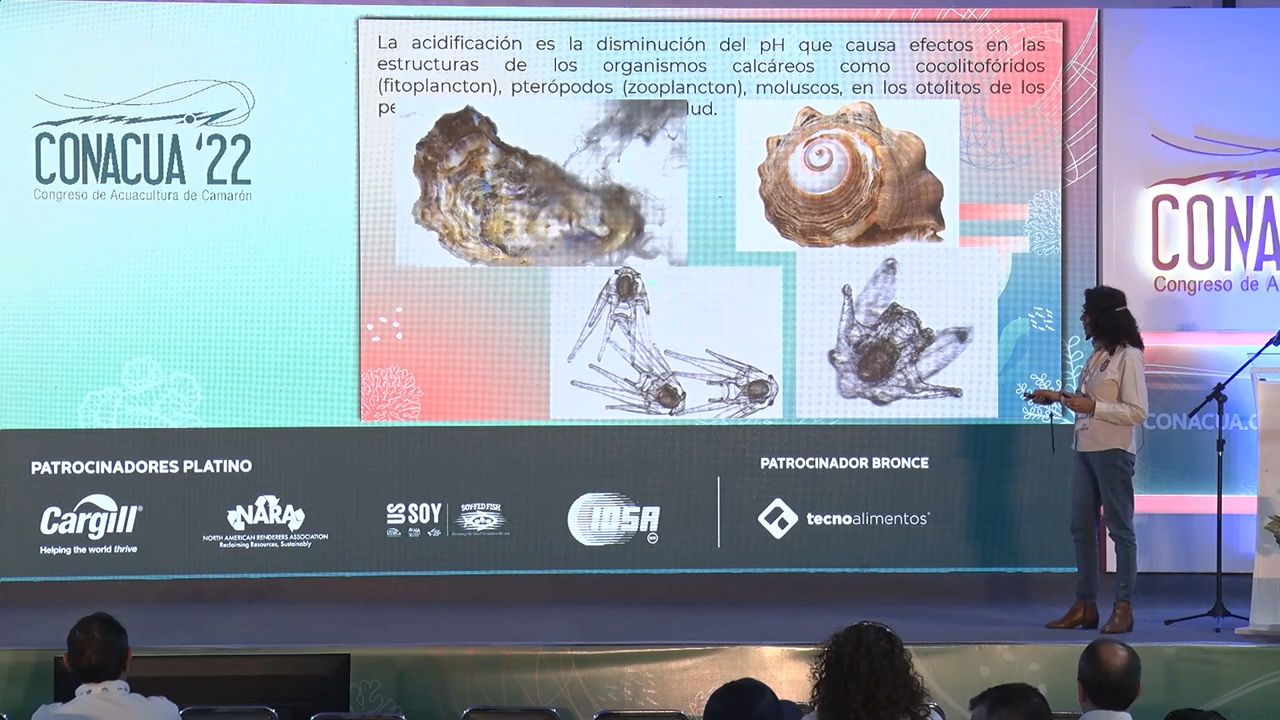 La acidificación es la disminución del pH que causa efectos en las
estructuras de los organismos calcáreos como cocolitofóridos
(fitoplancton), pterópodos (zooplancton), moluscos, en los otolitos de los
lud.
CONACUA '22
Congreso de Acuacultura de Camarón
CONA
Congreso de A
CONACUA.C
PATROCINADORES PLATINO
Cargill®
Helping the world thrive
NARA
NORTH AMERICAN RENDERERS ASSOCIATION
Reclaiming Resources, Sustainably
US SOY
SOY-FED FISH
IOSA
PATROCINADOR BRONCE
tecnoalimentos